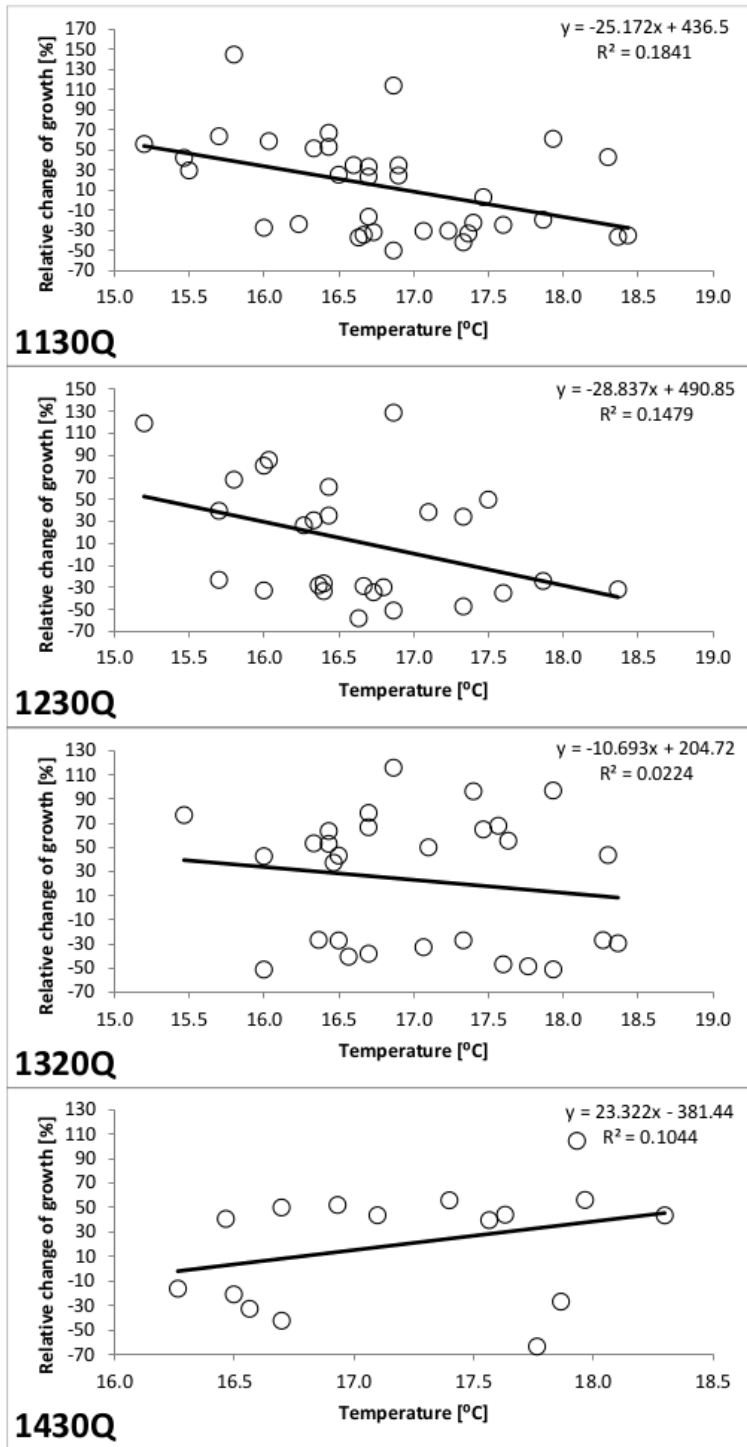 y = -25.172x + 436.5
R² = 0.1841
Relative change of growth [%]
170
150
130
110
90
70
50
30
10
-10
-30
-50
-70
15.0 15.5 16.0 16.5 17.0 17.5 18.0 18.5 19.0
Temperature [⁰C]
1130Q
y = -28.837x + 490.85
R² = 0.1479
Relative change of growth [%]
150
130
110
90
70
50
30
10
-10
-30
-50
-70
15.0 15.5 16.0 16.5 17.0 17.5 18.0 18.5 19.0
Temperature [⁰C]
1230Q
y = -10.693x + 204.72
R² = 0.0224
Relative change of growth [%]
130
110
90
70
50
30
10
-10
-30
-50
-70
15.0 15.5 16.0 16.5 17.0 17.5 18.0 18.5 19.0
Temperature [⁰C]
1320Q
y = 23.322x - 381.44
R² = 0.1044
Relative change of growth [%]
130
110
90
70
50
30
10
-10
-30
-50
-70
16.0 16.5 17.0 17.5 18.0 18.5
Temperature [⁰C]
1430Q